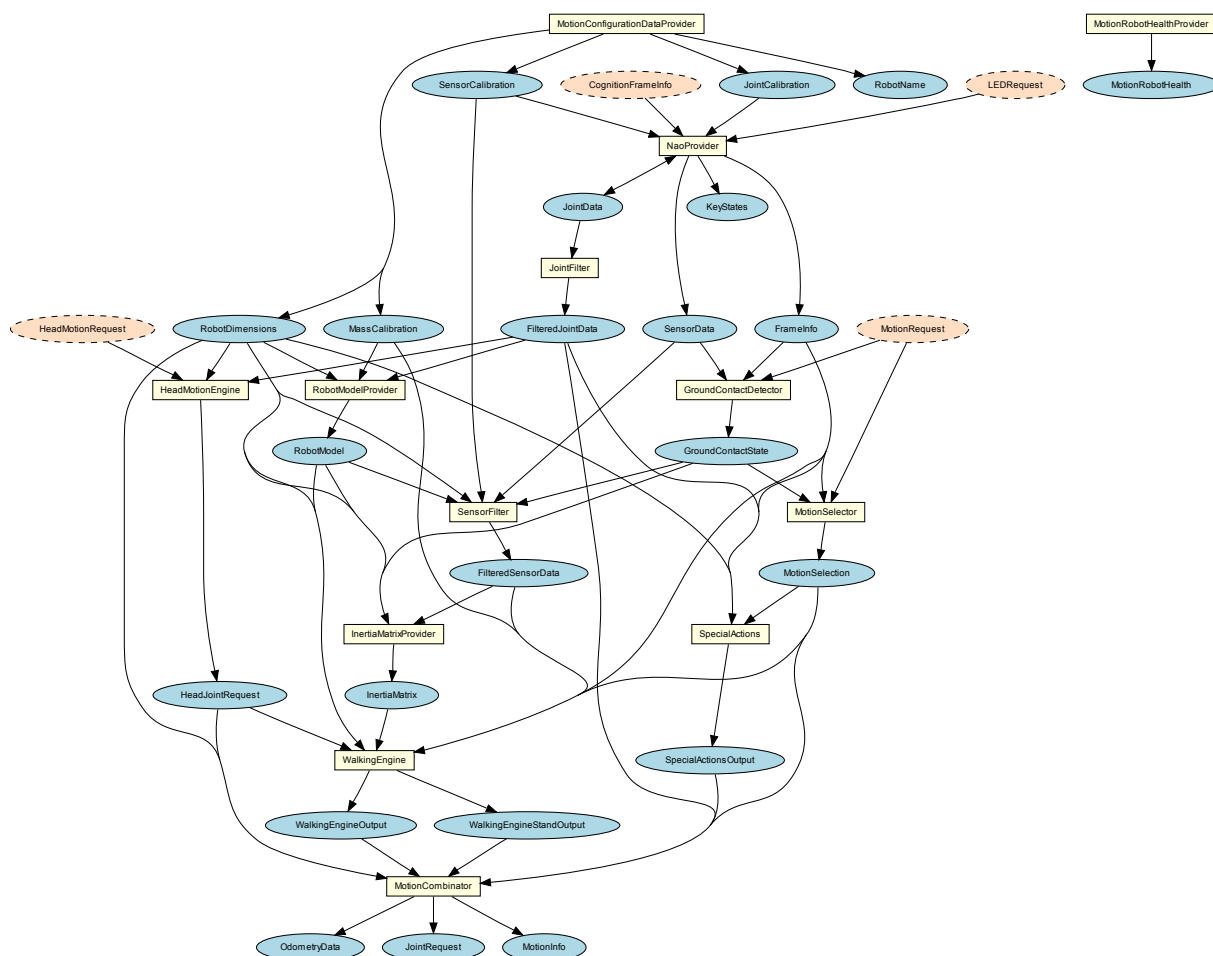 MotionConfigurationDataProvider
MotionRobotHealthProvider
SensorCalibration
CognitionFrameInfo
JointCalibration
RobotName
LEDRequest
MotionRobotHealth
NaoProvider
JointData
KeyStates
JointFilter
HeadMotionRequest
RobotDimensions
MassCalibration
FilteredJointData
SensorData
FrameInfo
MotionRequest
HeadMotionEngine
RobotModelProvider
GroundContactDetector
RobotModel
GroundContactState
SensorFilter
MotionSelector
FilteredSensorData
MotionSelection
InertiaMatrixProvider
SpecialActions
HeadJointRequest
InertiaMatrix
WalkingEngine
SpecialActionsOutput
WalkingEngineOutput
WalkingEngineStandOutput
MotionCombinator
OdometryData
JointRequest
MotionInfo